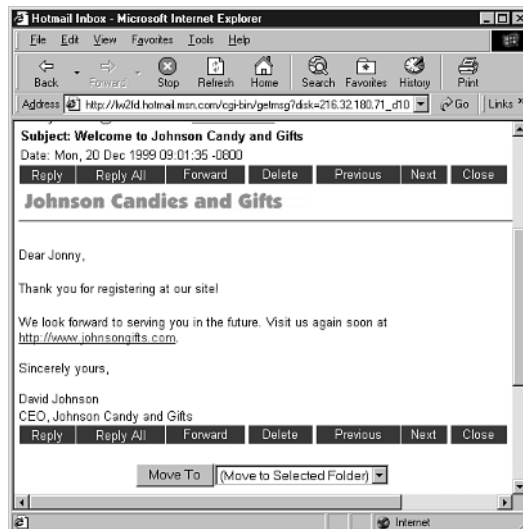 Hotmail Inbox - Microsoft Internet Explorer
File Edit View Favorites Tools Help
Back Forward Stop Refresh Home Search Favorites History Print
Address http://lw2fd.hotmail.msn.com/cgi-bin/getmsg?disk=216.32.180.71_d10 Go Links »
Subject: Welcome to Johnson Candy and Gifts
Date: Mon, 20 Dec 1999 09:01:35 -0800
Reply Reply All Forward Delete Previous Next Close
Johnson Candies and Gifts
Dear Jonny,
Thank you for registering at our site!
We look forward to serving you in the future. Visit us again soon at
http://www.johnsongifts.com.
Sincerely yours,
David Johnson
CEO, Johnson Candy and Gifts
Reply Reply All Forward Delete Previous Next Close
Move To (Move to Selected Folder)
Internet